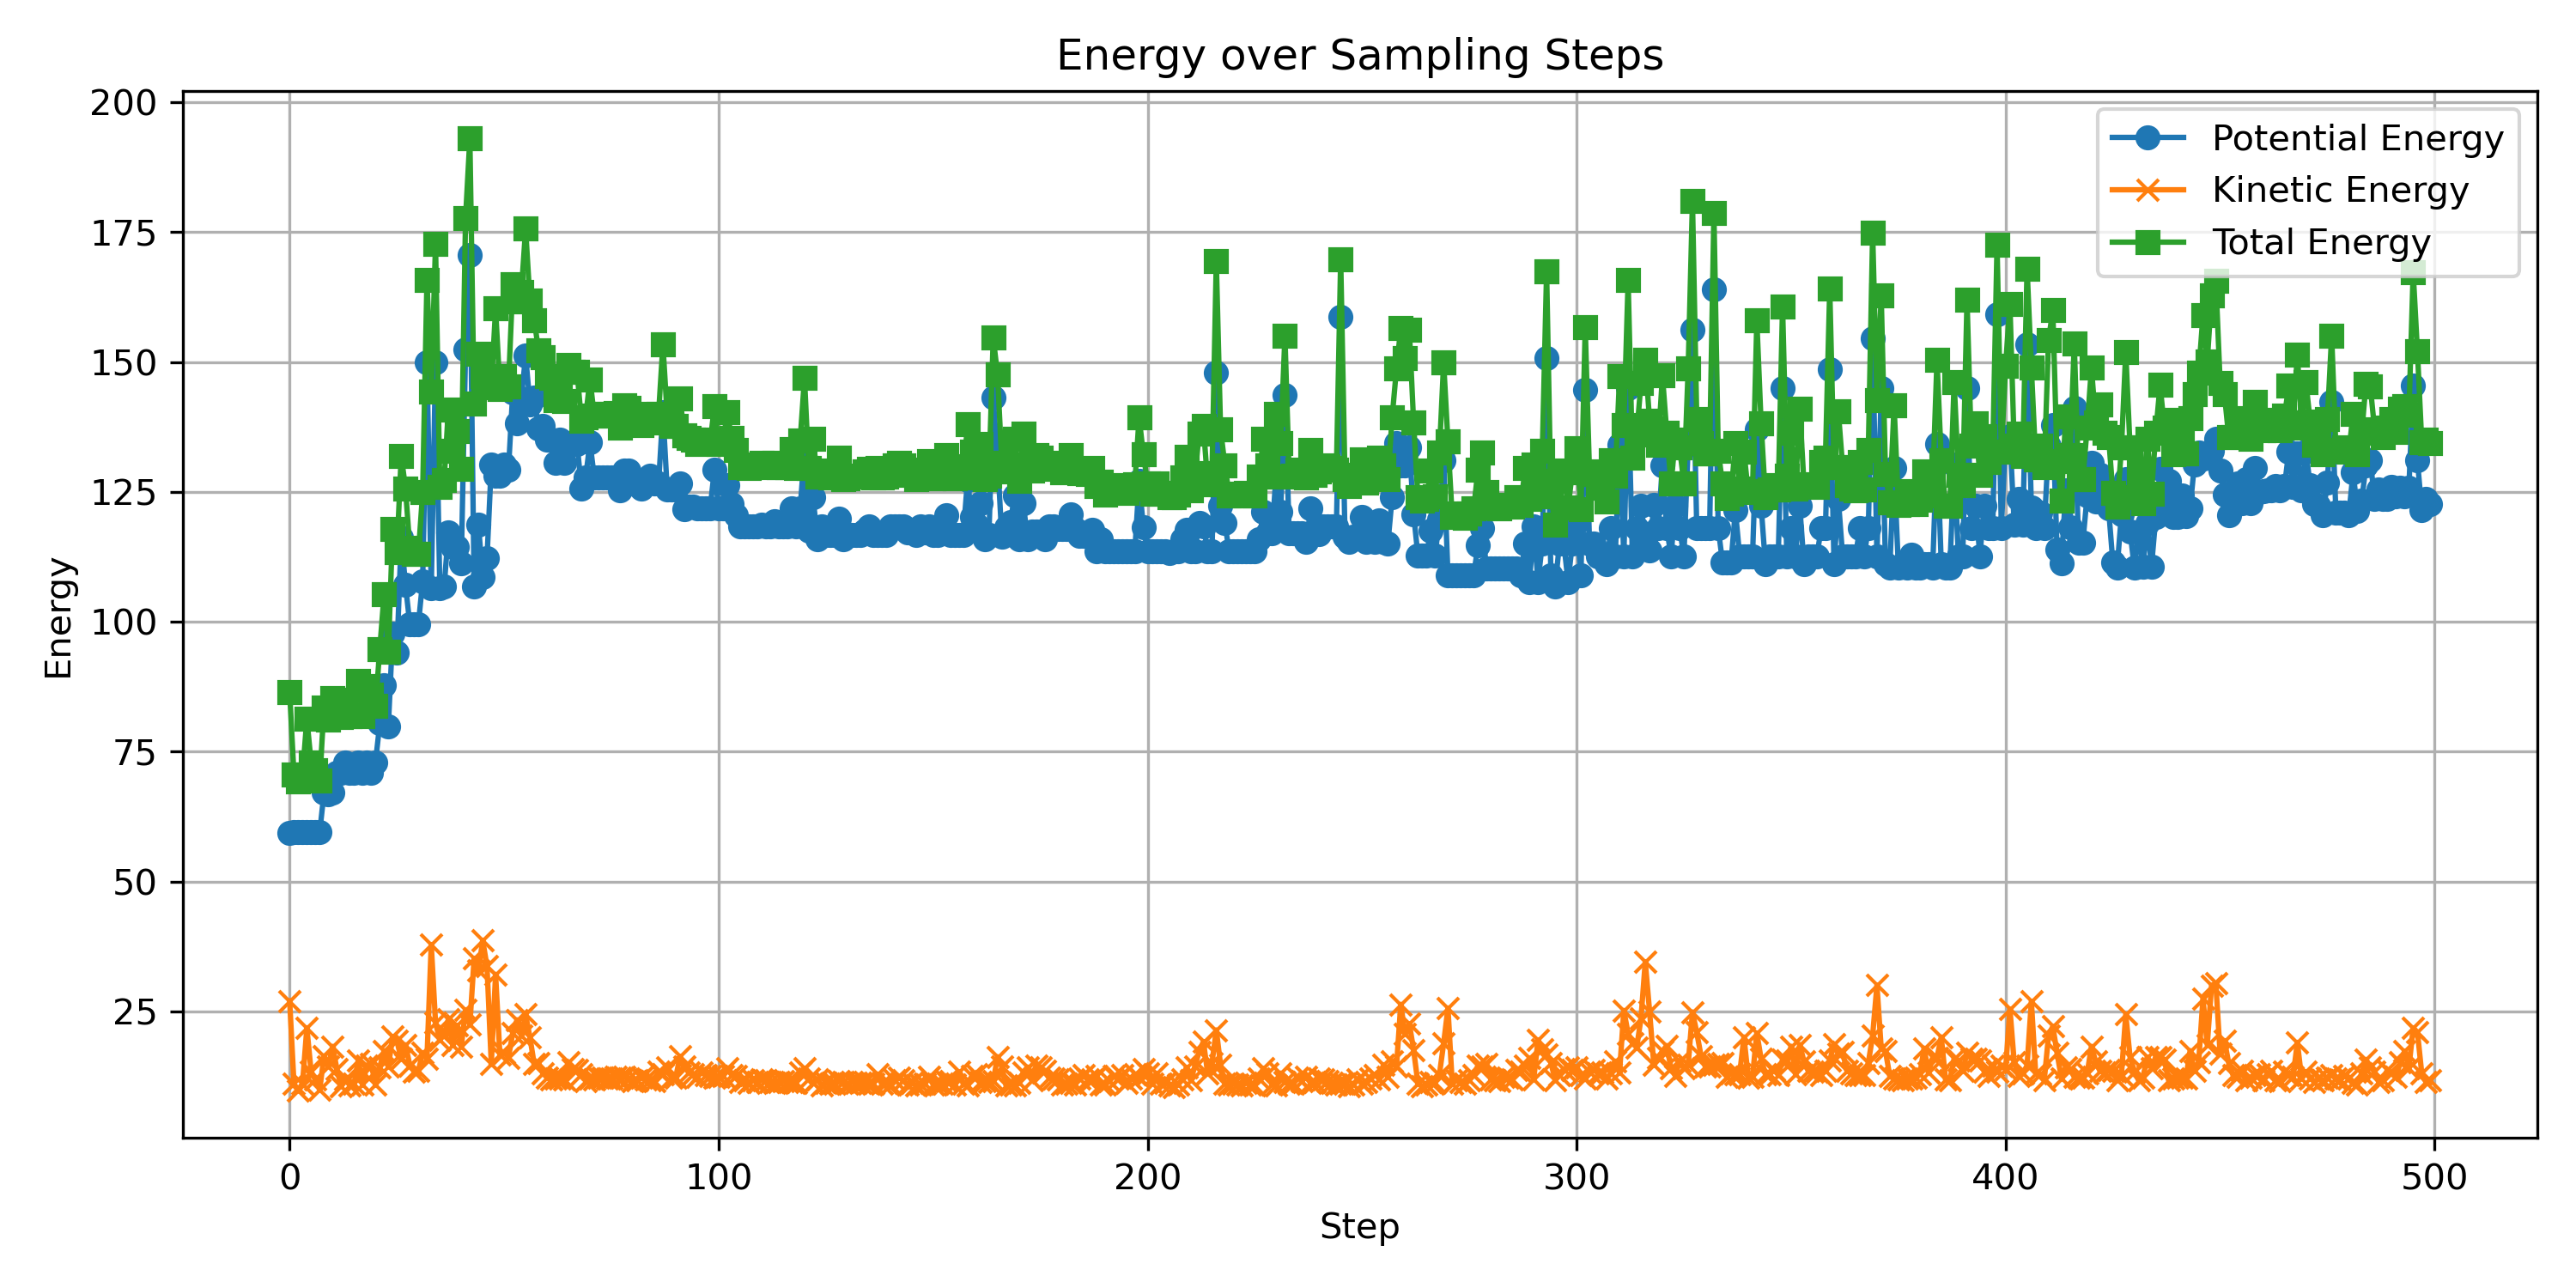 Energy over Sampling Steps
200
175
150
125
100
75
50
25
Energy
0 100 200 300 400 500
Step
Potential Energy
Kinetic Energy
Total Energy